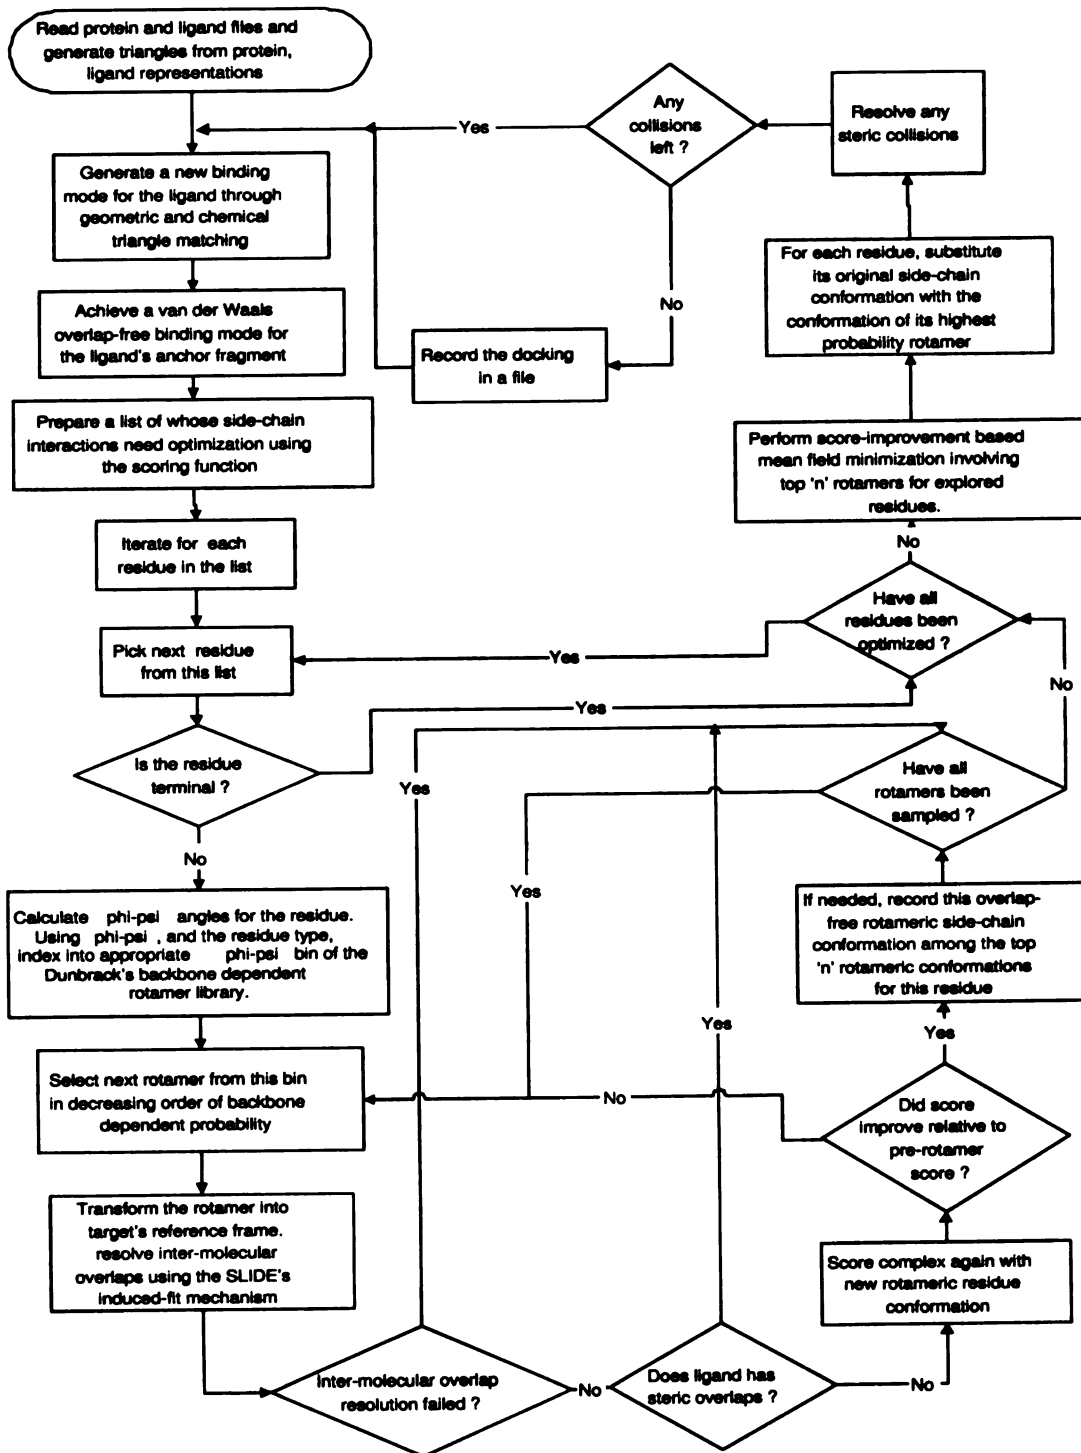 Read protein and ligand files and
generate triangles from protein,
ligand representations
Generate a new binding
mode for the ligand through
geometric and chemical
triangle matching
Achieve a van der Waals
overlap-free binding mode for
the ligand's anchor fragment
Prepare a list of whose side-chain
interactions need optimization using
the scoring function
Iterate for each
residue in the list
Pick next residue
from this list
Is the residue
terminal ?
No
Yes
Calculate phi-psi angles for the residue.
Using phi-psi , and the residue type,
index into appropriate phi-psi bin of the
Dunbrack's backbone dependent
rotamer library.
Select next rotamer from this bin
in decreasing order of backbone
dependent probability
Transform the rotamer into
target's reference frame.
resolve inter-molecular
overlaps using the SLIDE's
induced-fit mechanism
Inter-molecular overlap
resolution failed ?
Yes
No
Does ligand has
steric overlaps ?
Yes
No
Score complex again with
new rotameric residue
conformation
Did score
improve relative to
pre-rotamer
score ?
No
Yes
If needed, record this overlap-
free rotameric side-chain
conformation among the top
'n' rotameric conformations
for this residue
Have all
rotamers been
sampled ?
Yes
No
Have all
residues been
optimized ?
Yes
No
Perform score-improvement based
mean field minimization involving
top 'n' rotamers for explored
residues.
For each residue, substitute
its original side-chain
conformation with the
conformation of its highest
probability rotamer
Resolve any
steric collisions
Any
collisions
left ?
Yes
No
Record the docking
in a file